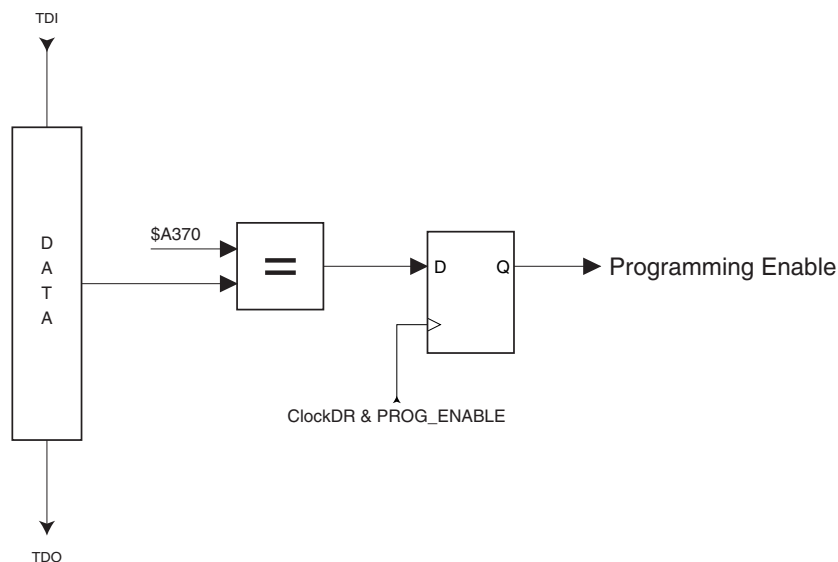 TDI
D
A
T
A
$A370
=
D
Q
Programming Enable
ClockDR & PROG_ENABLE
TDO